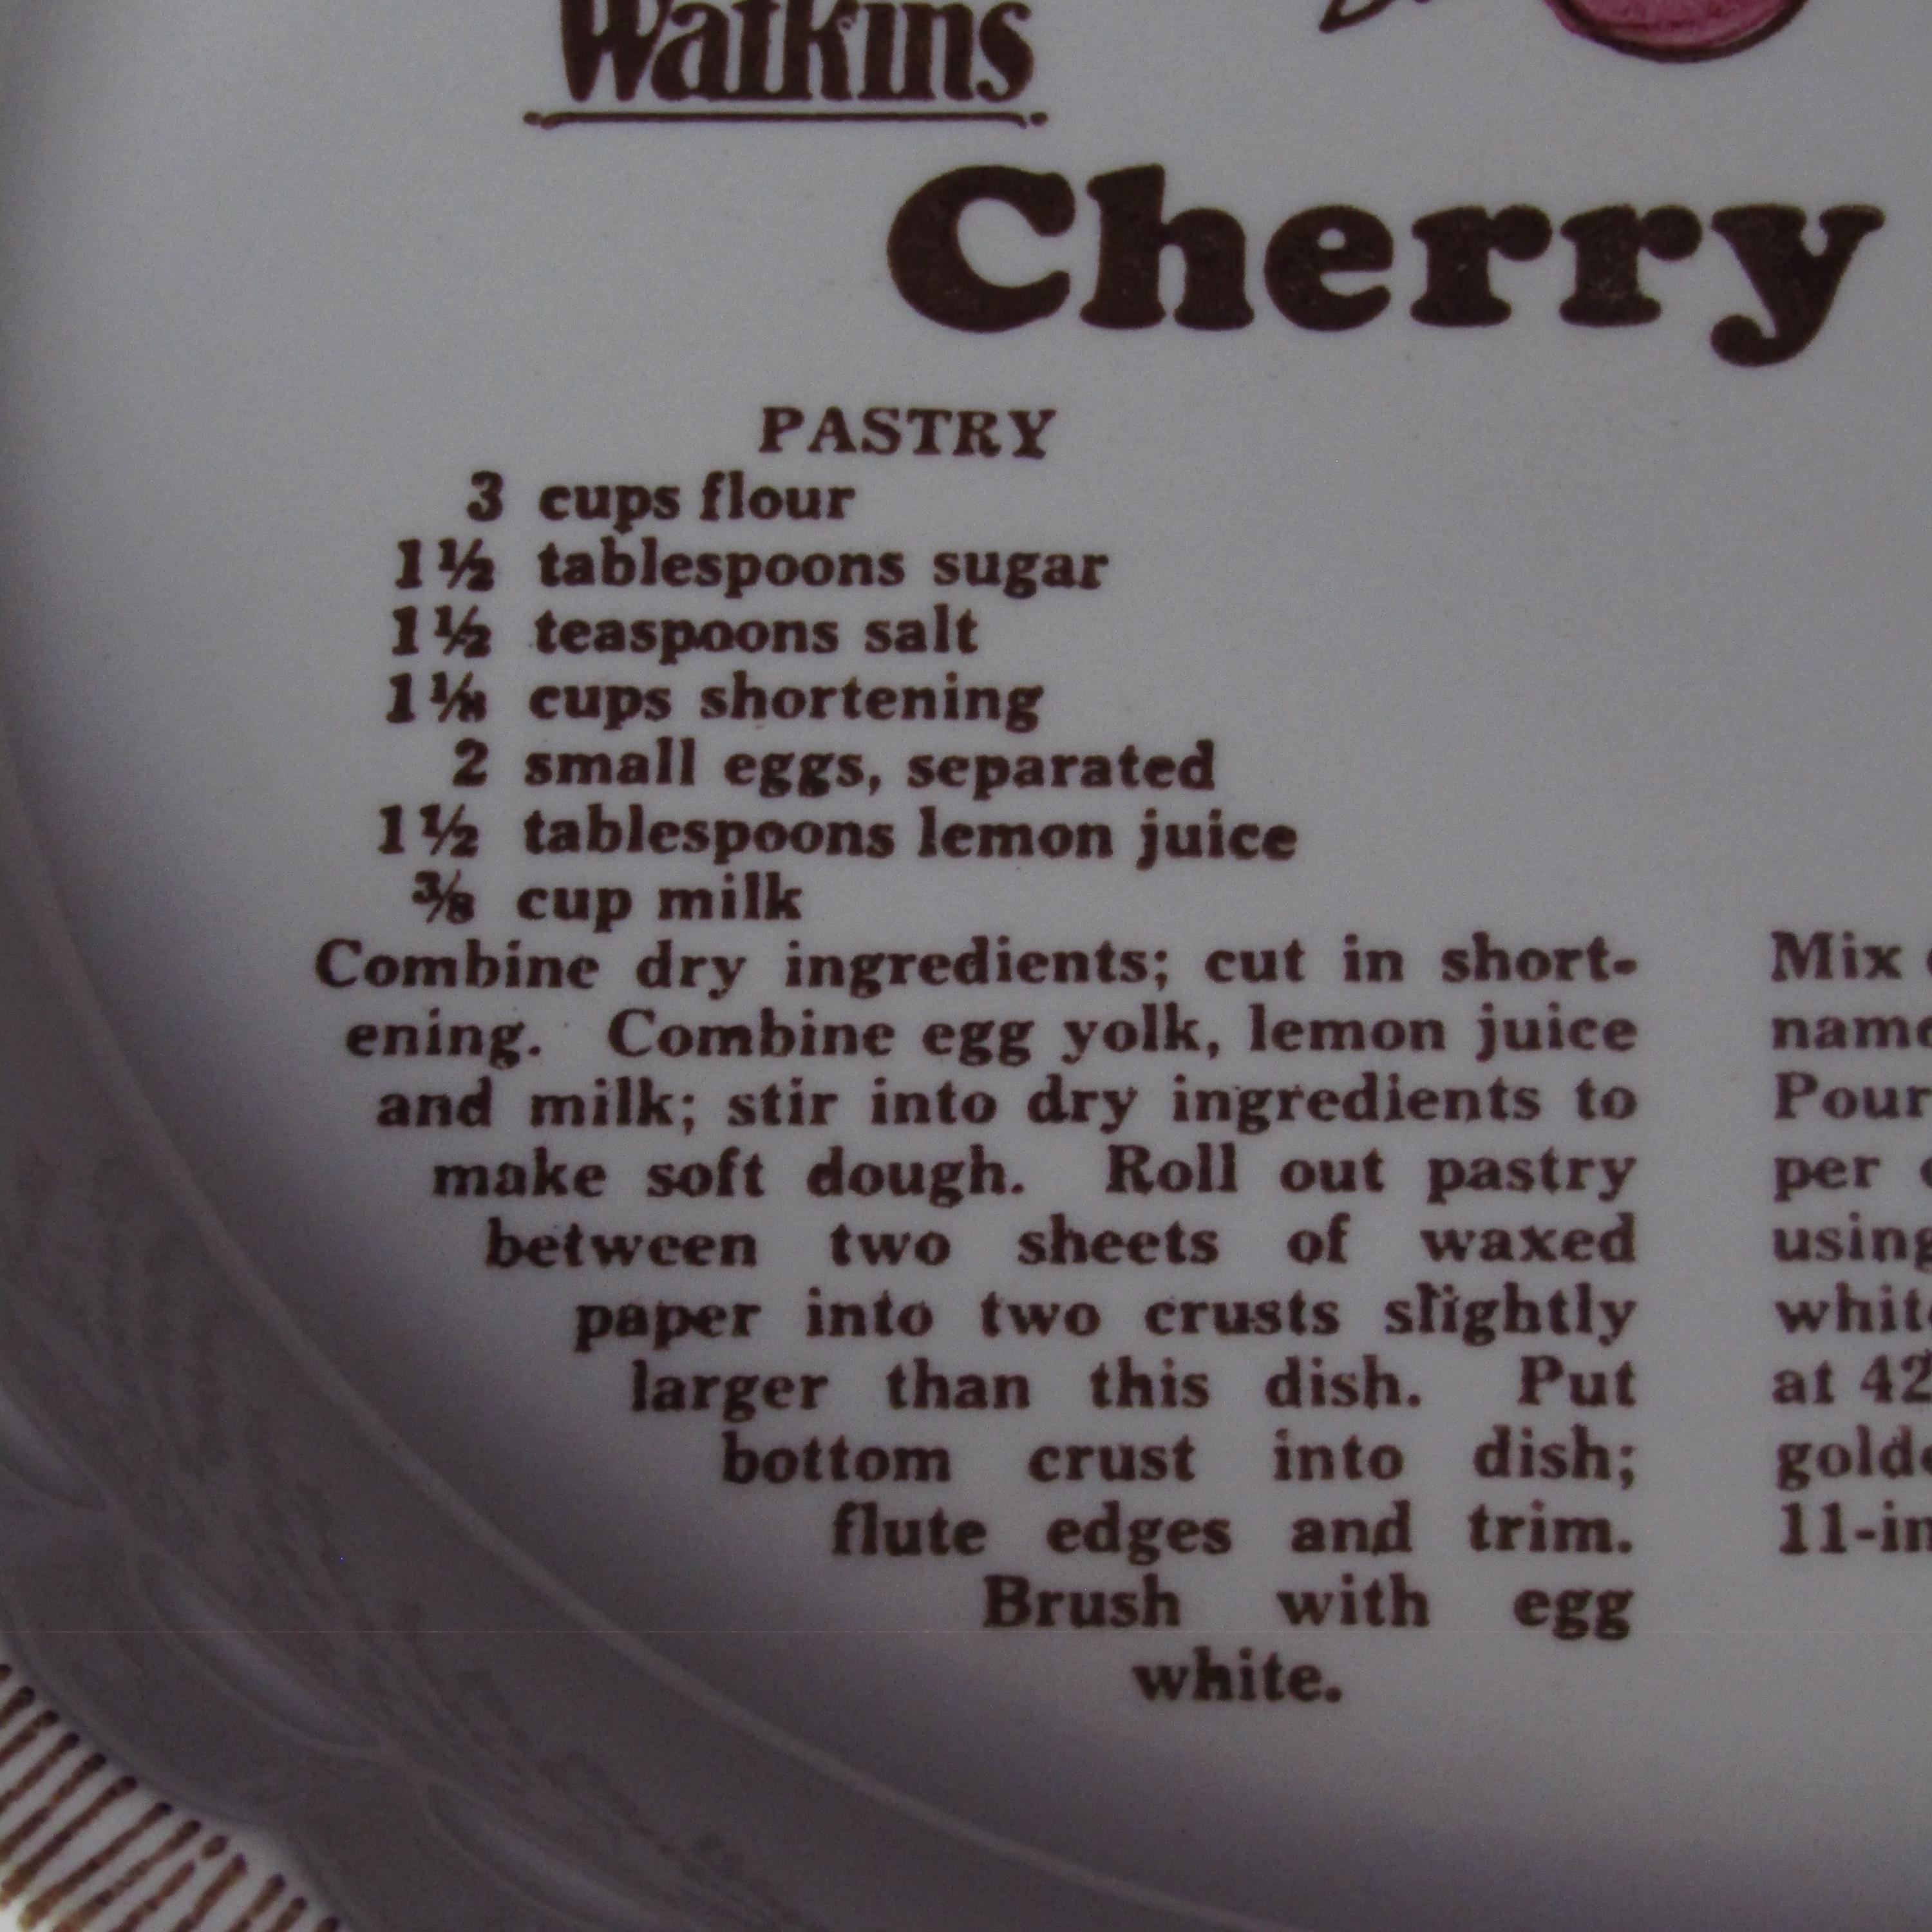 Watkins
Cherry
PASTRY
3 cups flour
1½ tablespoons sugar
1½ teaspoons salt
1⅛ cups shortening
2 small eggs, separated
1½ tablespoons lemon juice
⅜ cup milk
Combine dry ingredients; cut in short-
ening. Combine egg yolk, lemon juice
and milk; stir into dry ingredients to
make soft dough. Roll out pastry
between two sheets of waxed
paper into two crusts slightly
larger than this dish. Put
bottom crust into dish;
flute edges and trim.
Brush with egg
white.
Mix
Pour
per
using
at 42
11-in